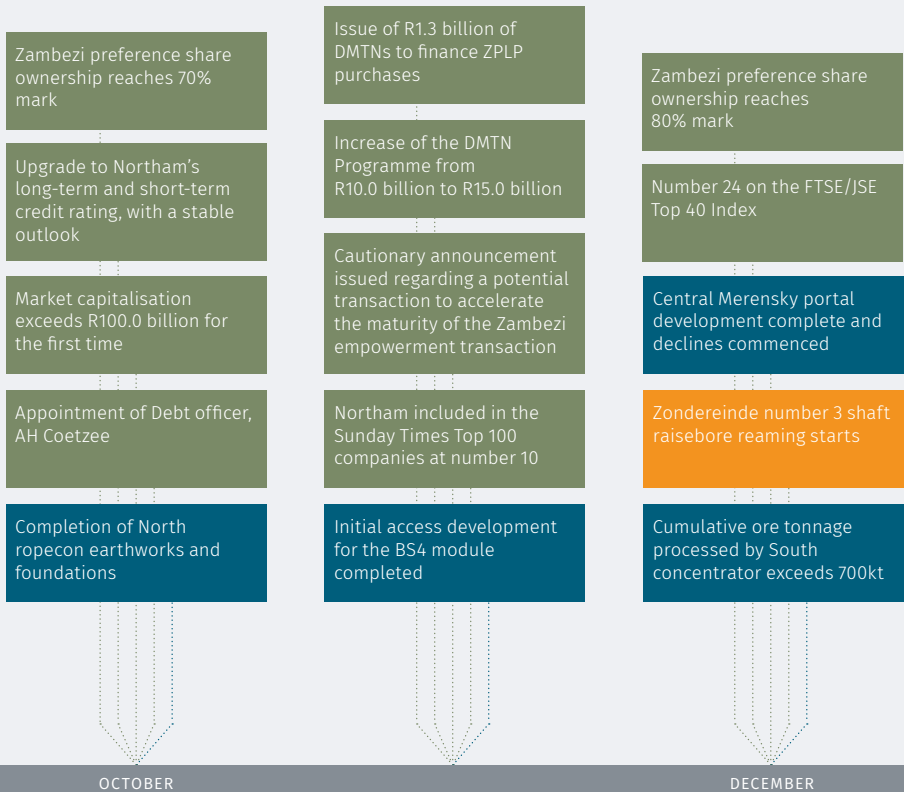 Zambezi preference share
ownership reaches 70%
mark
Upgrade to Northam’s
long-term and short-term
credit rating, with a stable
outlook
Market capitalisation
exceeds R100.0 billion for
the first time
Appointment of Debt officer,
AH Coetzee
Completion of North
ropecon earthworks and
foundations
Issue of R1.3 billion of
DMTNs to finance ZPLP
purchases
Increase of the DMTN
Programme from
R10.0 billion to R15.0 billion
Cautionary announcement
issued regarding a potential
transaction to accelerate
the maturity of the Zambezi
empowerment transaction
Northam included in the
Sunday Times Top 100
companies at number 10
Initial access development
for the BS4 module
completed
Zambezi preference share
ownership reaches
80% mark
Number 24 on the FTSE/JSE
Top 40 Index
Central Merensky portal
development complete and
declines commenced
Zondereinde number 3 shaft
raisebore reaming starts
Cumulative ore tonnage
processed by South
concentrator exceeds 700kt
OCTOBER
DECEMBER